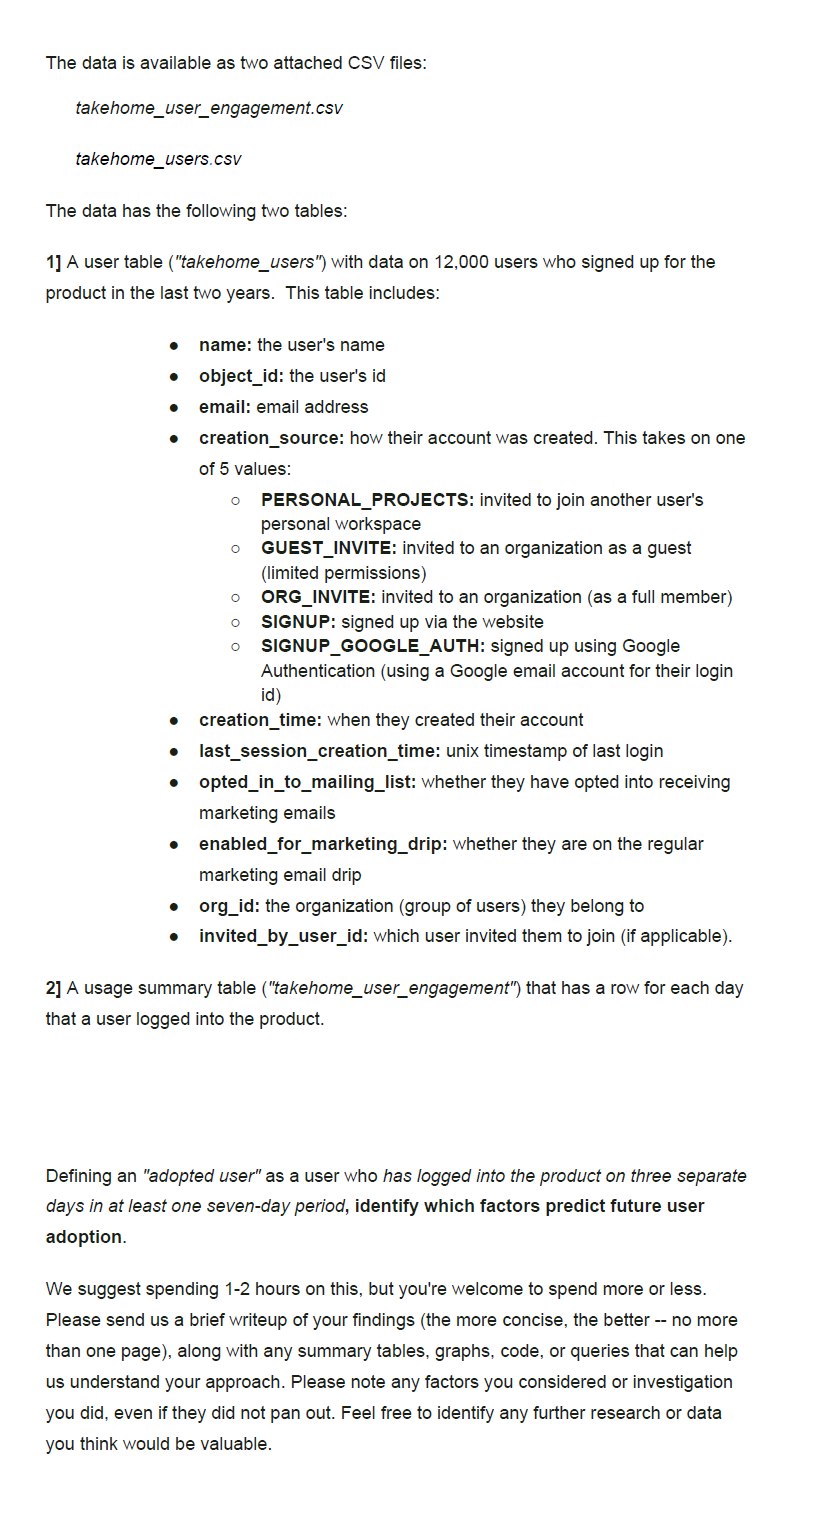 The data is available as two attached CSV files:
takehome_user_engagement.csv
takehome_users.csv
The data has the following two tables:
1] A user table ("takehome_users") with data on 12,000 users who signed up for the
product in the last two years.  This table includes:
● name: the user's name
● object_id: the user's id
● email: email address
● creation_source: how their account was created. This takes on one
of 5 values:
○ PERSONAL_PROJECTS: invited to join another user's
personal workspace
○ GUEST_INVITE: invited to an organization as a guest
(limited permissions)
○ ORG_INVITE: invited to an organization (as a full member)
○ SIGNUP: signed up via the website
○ SIGNUP_GOOGLE_AUTH: signed up using Google
Authentication (using a Google email account for their login
id)
● creation_time: when they created their account
● last_session_creation_time: unix timestamp of last login
● opted_in_to_mailing_list: whether they have opted into receiving
marketing emails
● enabled_for_marketing_drip: whether they are on the regular
marketing email drip
● org_id: the organization (group of users) they belong to
● invited_by_user_id: which user invited them to join (if applicable).
2] A usage summary table ("takehome_user_engagement") that has a row for each day
that a user logged into the product.
Defining an "adopted user" as a user who has logged into the product on three separate
days in at least one seven-day period, identify which factors predict future user
adoption.
We suggest spending 1-2 hours on this, but you're welcome to spend more or less.
Please send us a brief writeup of your findings (the more concise, the better -- no more
than one page), along with any summary tables, graphs, code, or queries that can help
us understand your approach. Please note any factors you considered or investigation
you did, even if they did not pan out. Feel free to identify any further research or data
you think would be valuable.